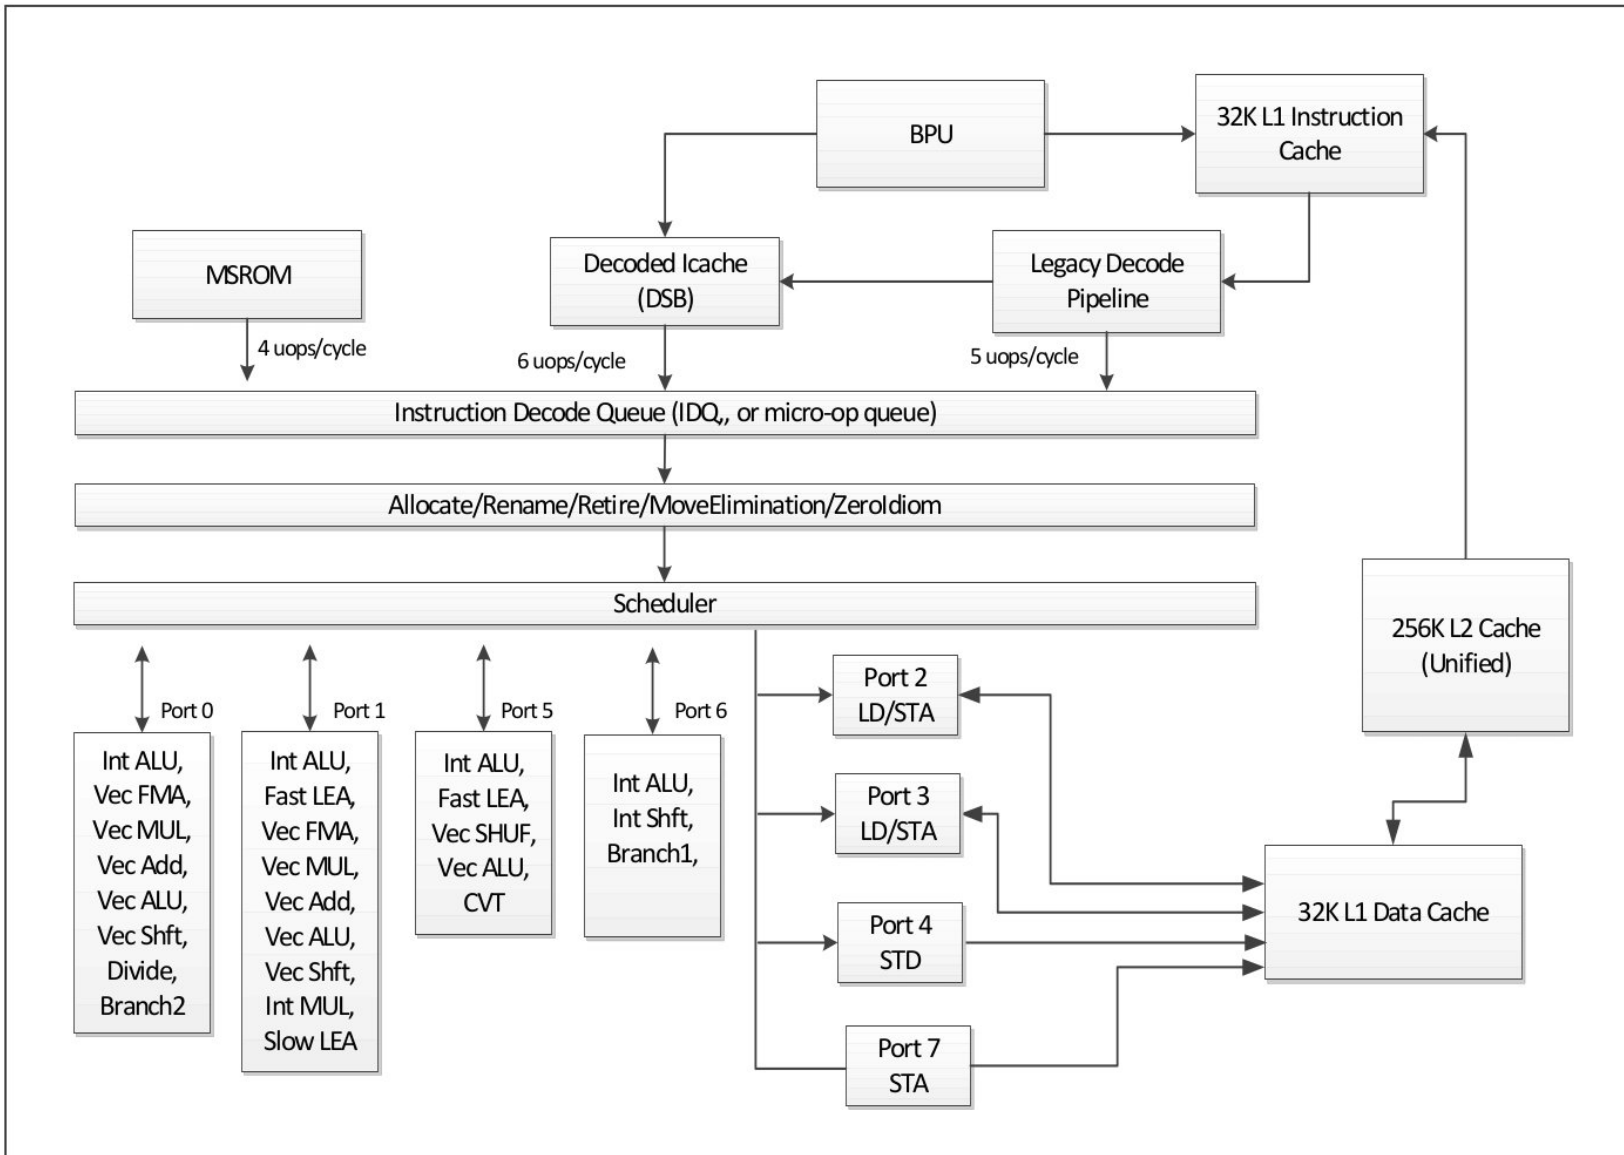 BPU
32K L1 Instruction
Cache
MSROM
Decoded Icache
(DSB)
Legacy Decode
Pipeline
4 uops/cycle
6 uops/cycle
5 uops/cycle
Instruction Decode Queue (IDQ,, or micro-op queue)
Allocate/Rename/Retire/MoveElimination/ZeroIdiom
Scheduler
256K L2 Cache
(Unified)
Port 0
Int ALU,
Vec FMA,
Vec MUL,
Vec Add,
Vec ALU,
Vec Shft,
Divide,
Branch2
Port 1
Int ALU,
Fast LEA,
Vec FMA,
Vec MUL,
Vec Add,
Vec ALU,
Vec Shft,
Int MUL,
Slow LEA
Port 5
Int ALU,
Fast LEA,
Vec SHUF,
Vec ALU,
CVT
Port 6
Int ALU,
Int Shft,
Branch1,
Port 2
LD/STA
Port 3
LD/STA
Port 4
STD
Port 7
STA
32K L1 Data Cache